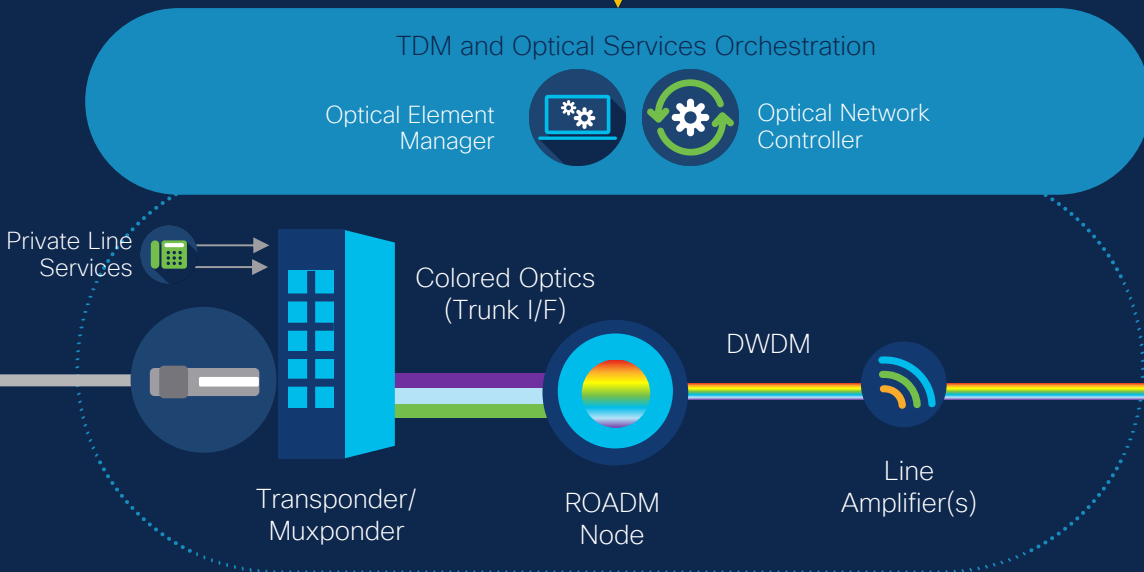 TDM and Optical Services Orchestration
Optical Element
Manager
Optical Network
Controller
Private Line
Services
Colored Optics
(Trunk I/F)
DWDM
Transponder/
Muxponder
ROADM
Node
Line
Amplifier(s)